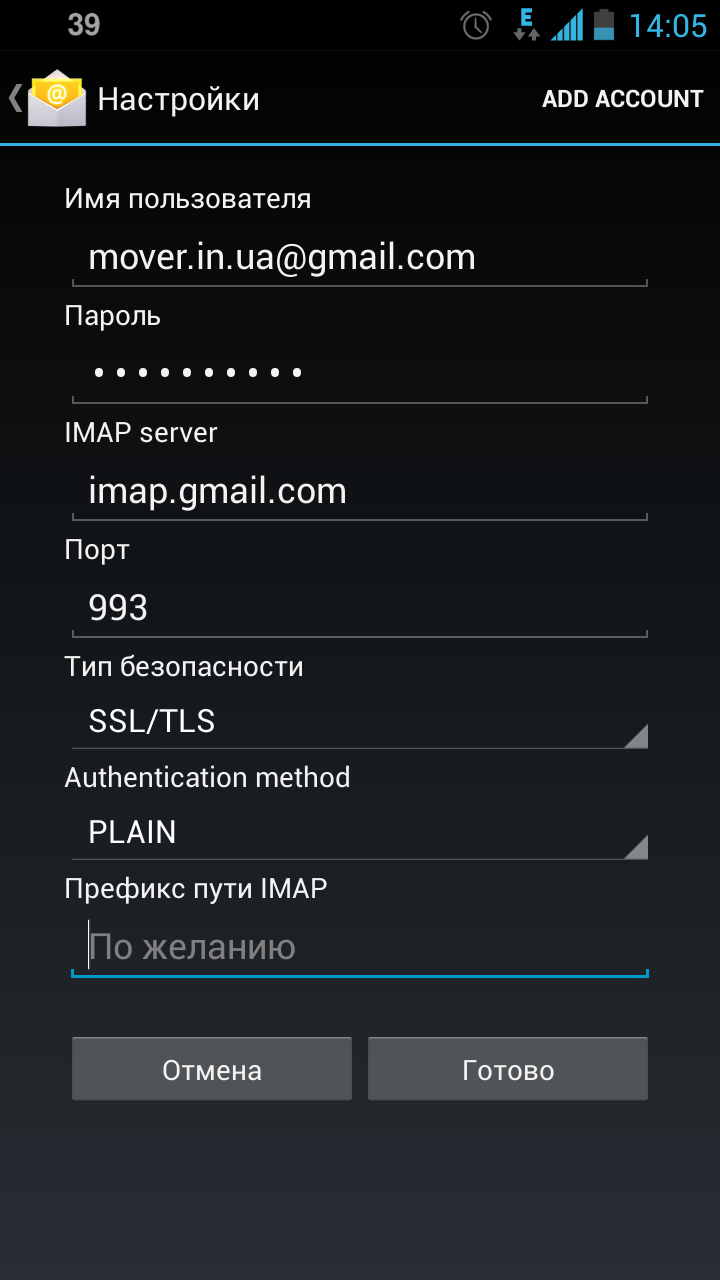 39
E
14:05
@
Настройки
ADD ACCOUNT
Имя пользователя
mover.in.ua@gmail.com
Пароль
••••••••••
IMAP server
imap.gmail.com
Порт
993
Тип безопасности
SSL/TLS
Authentication method
PLAIN
Префикс пути IMAP
По желанию
Отмена
Готово